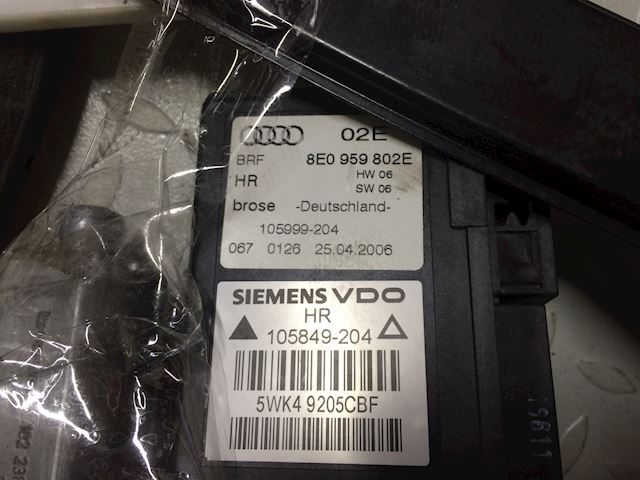 02E
BRF 8E0 959 802E
HR HW 06
SW 06
brose -Deutschland-
105999-204
067 0126 25.04.2006
SIEMENS VDO
HR
105849-204
5WK4 9205CBF
19611